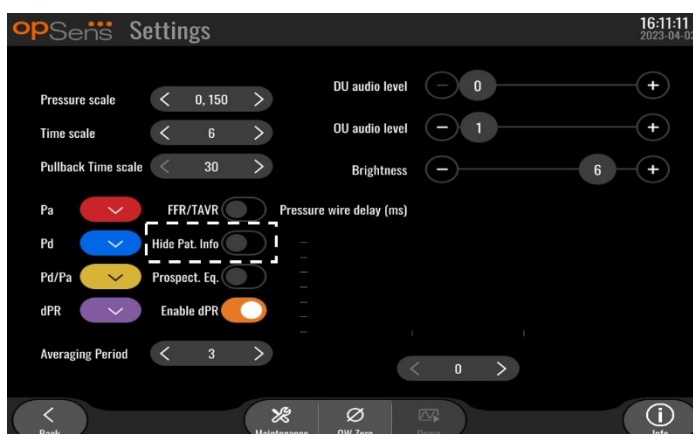 opSens Settings
16:11:11
2023-04-03
Pressure scale < 0, 150 >
DU audio level − 0 +
Time scale < 6 >
OU audio level − 1 +
Pullback Time scale < 30 >
Brightness − 6 +
Pa FFR/TAVR Pressure wire delay (ms)
Pd Hide Pat. Info
Pd/Pa Prospect. Eq.
dPR Enable dPR
Averaging Period < 3 >
< 0 >
Back Maintenance OW Zero Demo Info